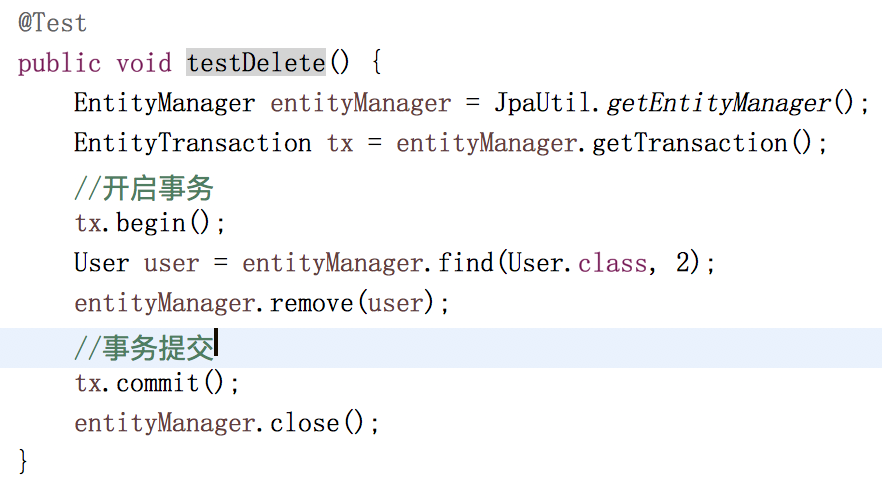 @Test
public void testDelete() {
    EntityManager entityManager = JpaUtil.getEntityManager();
    EntityTransaction tx = entityManager.getTransaction();
    //开启事务
    tx.begin();
    User user = entityManager.find(User.class, 2);
    entityManager.remove(user);
    //事务提交
    tx.commit();
    entityManager.close();
}